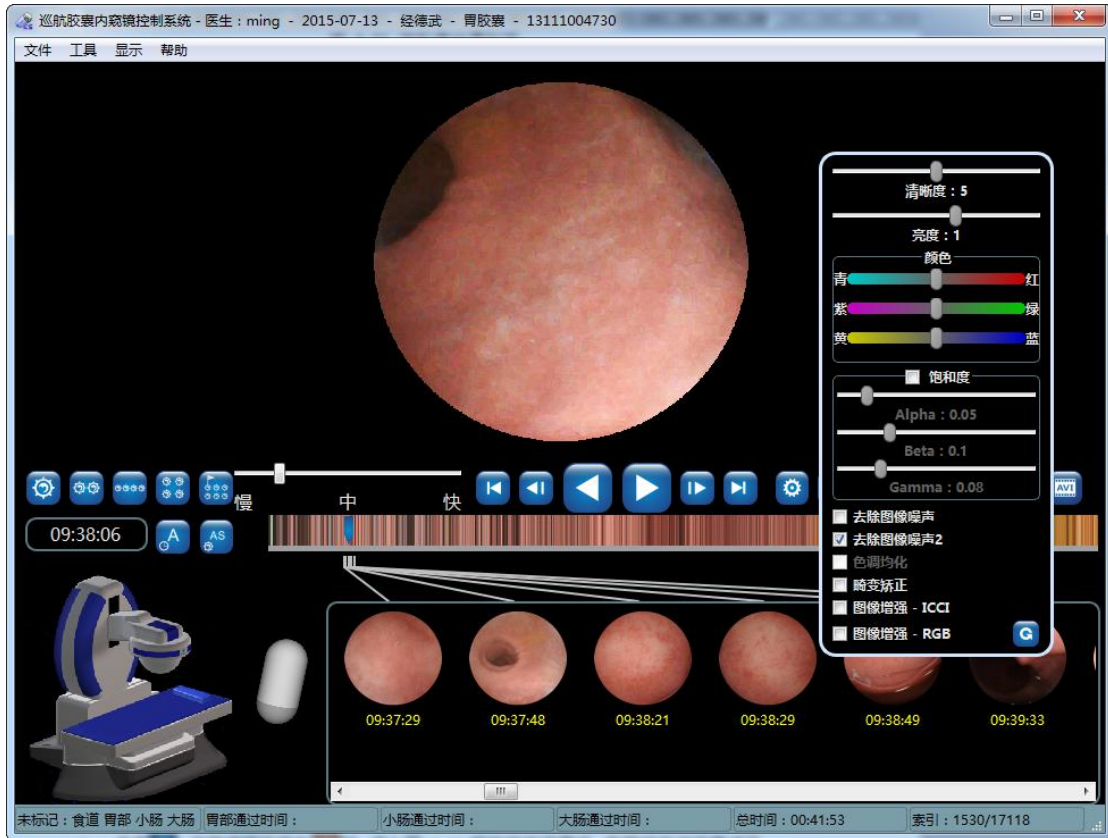 巡航胶囊内窥镜控制系统 - 医生：ming - 2015-07-13 - 经德武 - 胃胶囊 - 13111004730
文件 工具 显示 帮助
清晰度：5
亮度：1
颜色
青 红
紫 绿
黄 蓝
饱和度
Alpha：0.05
Beta：0.1
Gamma：0.08
去除图像噪声
去除图像噪声2
色调均化
畸变矫正
图像增强 - ICCI
图像增强 - RGB
慢 中 快
AVI
09:38:06
A
AS
09:37:29 09:37:48 09:38:21 09:38:29 09:38:49 09:39:33
未标记：食道 胃部 小肠 大肠 胃部通过时间： 小肠通过时间： 大肠通过时间： 总时间：00:41:53 索引：1530/17118